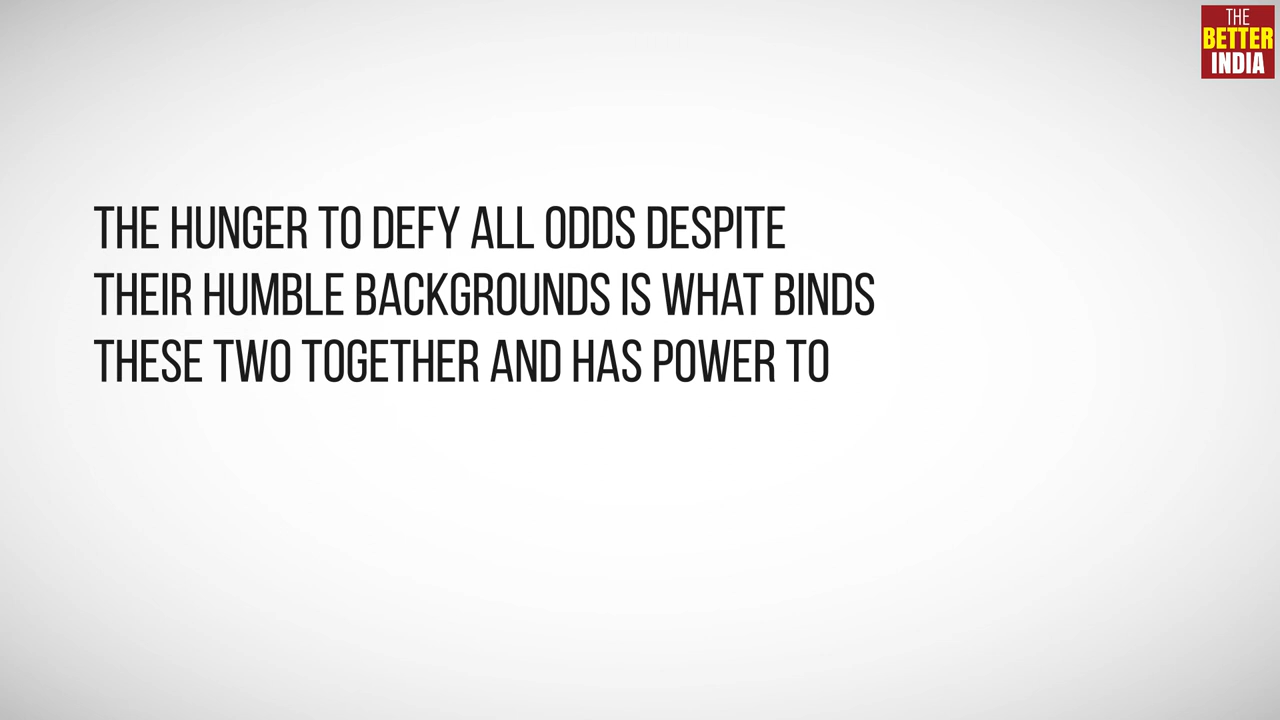 THE
BETTER
INDIA
THE HUNGER TO DEFY ALL ODDS DESPITE
THEIR HUMBLE BACKGROUNDS IS WHAT BINDS
THESE TWO TOGETHER AND HAS POWER TO